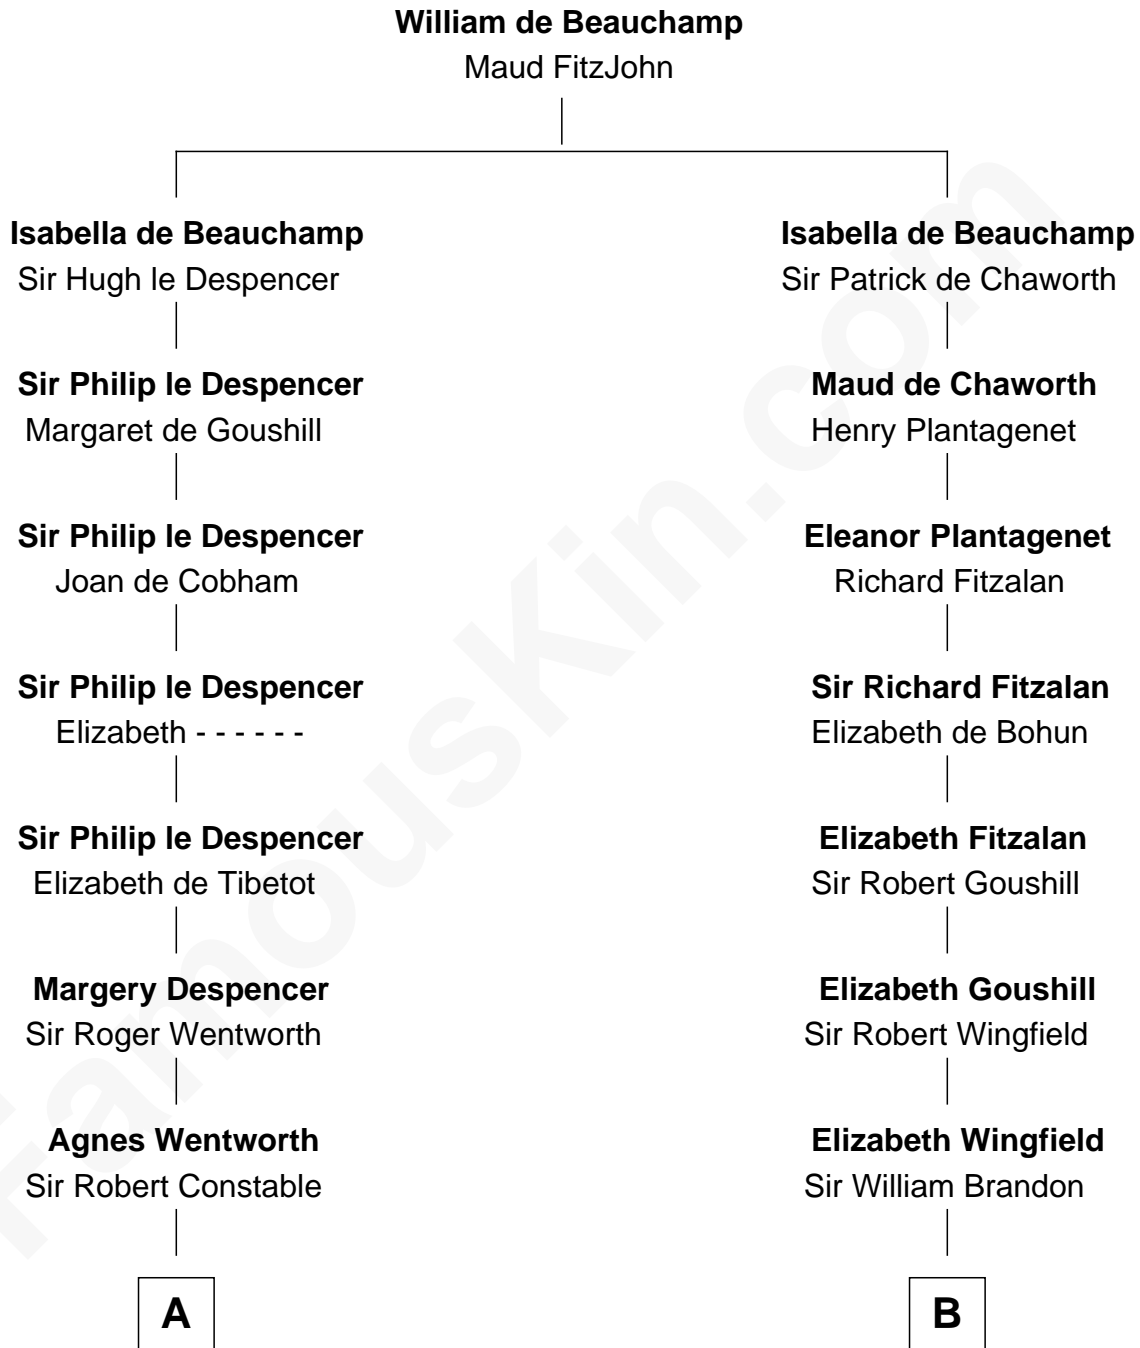 William de Beauchamp
Maud FitzJohn
Isabella de Beauchamp
Sir Hugh le Despencer
Isabella de Beauchamp
Sir Patrick de Chaworth
Sir Philip le Despencer
Margaret de Goushill
Maud de Chaworth
Henry Plantagenet
Sir Philip le Despencer
Joan de Cobham
Eleanor Plantagenet
Richard Fitzalan
Sir Philip le Despencer
Elizabeth - - - - - -
Sir Richard Fitzalan
Elizabeth de Bohun
Sir Philip le Despencer
Elizabeth de Tibetot
Elizabeth Fitzalan
Sir Robert Goushill
Margery Despencer
Sir Roger Wentworth
Elizabeth Goushill
Sir Robert Wingfield
Agnes Wentworth
Sir Robert Constable
Elizabeth Wingfield
Sir William Brandon
A
B
FamousKin.com